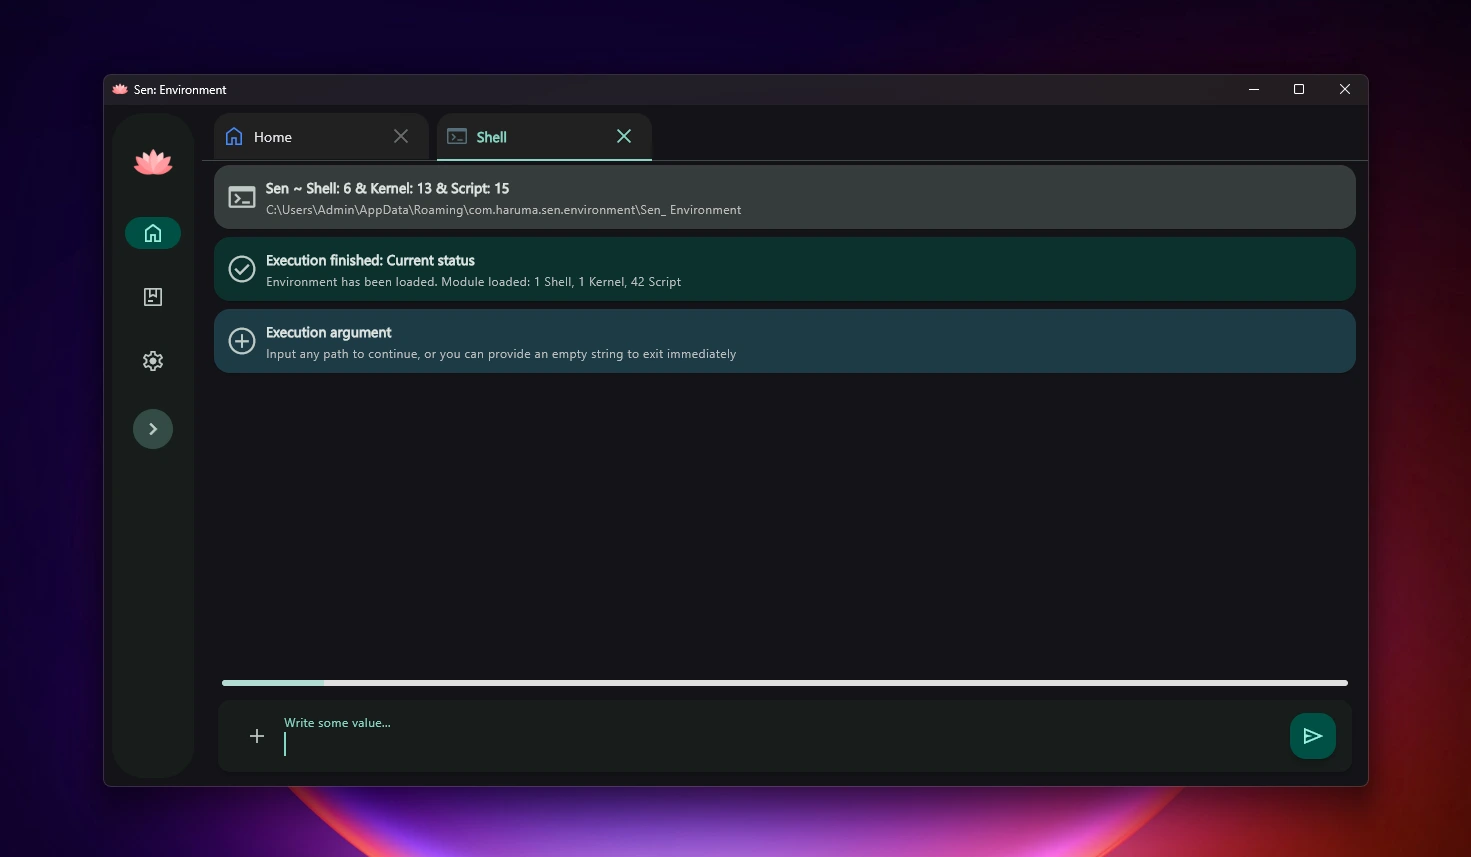 Sen: Environment
Home
Shell
Sen ~ Shell: 6 & Kernel: 13 & Script: 15
C:\Users\Admin\AppData\Roaming\com.haruma.sen.environment\Sen_ Environment
Execution finished: Current status
Environment has been loaded. Module loaded: 1 Shell, 1 Kernel, 42 Script
Execution argument
Input any path to continue, or you can provide an empty string to exit immediately
Write some value...